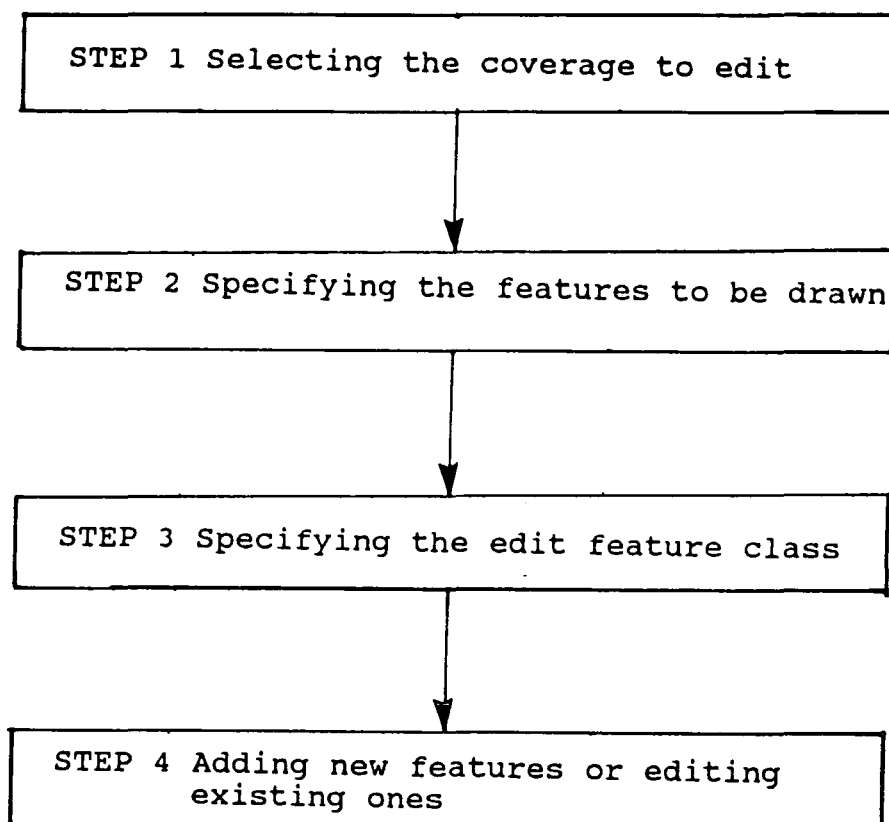 STEP 1 Selecting the coverage to edit
STEP 2 Specifying the features to be drawn
STEP 3 Specifying the edit feature class
STEP 4 Adding new features or editing
existing ones